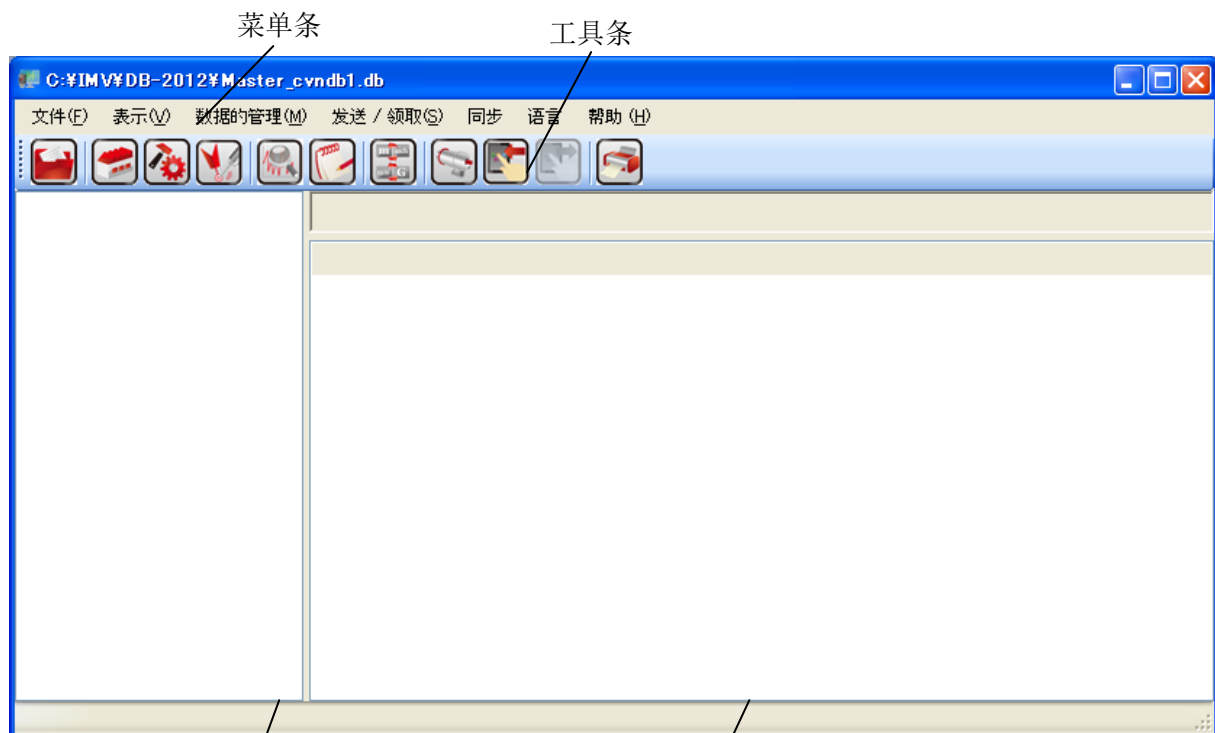 菜单条
工具条
C:¥IMV¥DB-2012¥Master_cvndb1.db
文件(F) 表示(V) 数据的管理(M) 发送 / 领取(S) 同步 语言 帮助 (H)